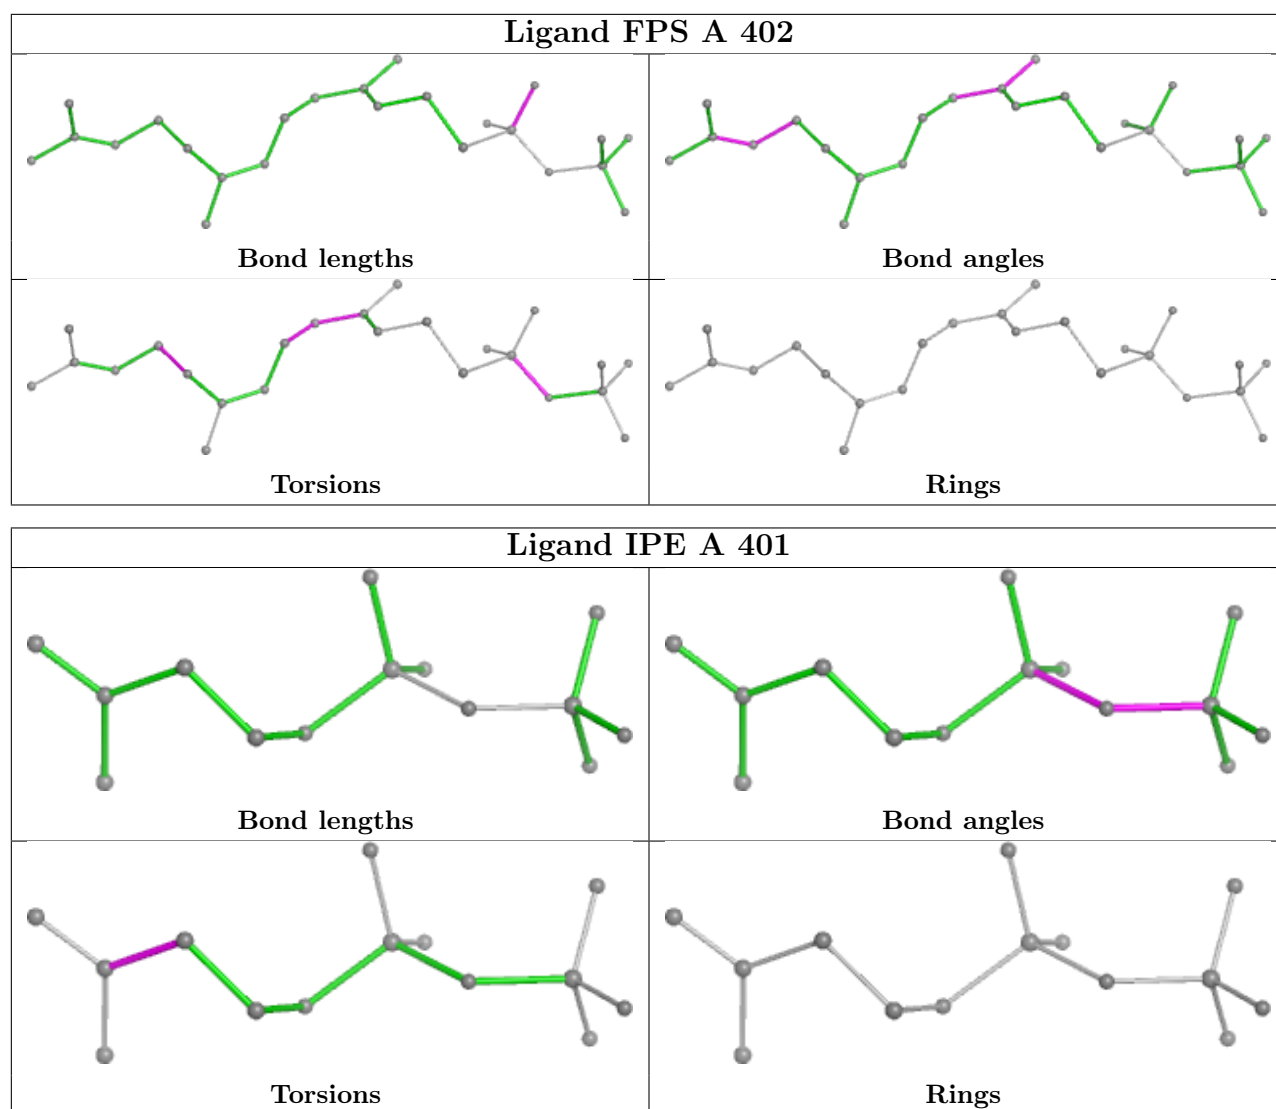 Ligand FPS A 402
Bond lengths
Bond angles
Torsions
Rings
Ligand IPE A 401
Bond lengths
Bond angles
Torsions
Rings